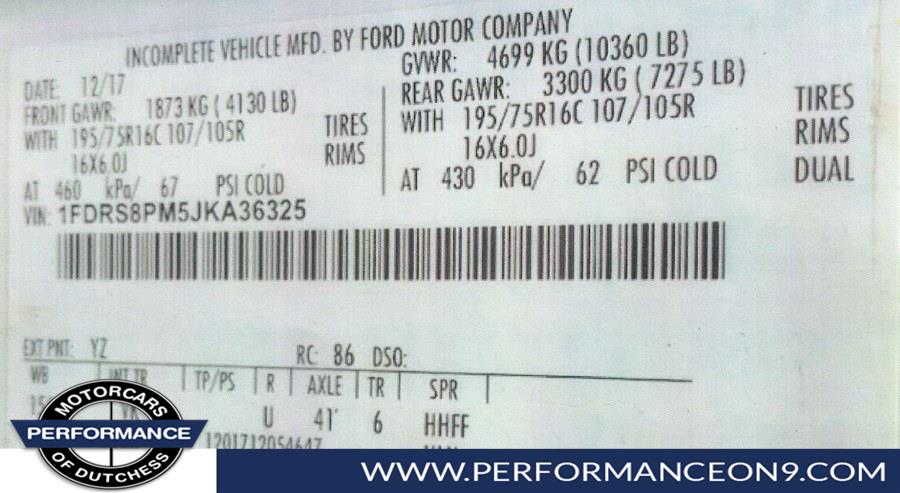 INCOMPLETE VEHICLE MFD. BY FORD MOTOR COMPANY
DATE: 12/17
GVWR: 4699 KG (10360 LB)
FRONT GAWR: 1873 KG ( 4130 LB)
REAR GAWR: 3300 KG ( 7275 LB)
WITH 195/75R16C 107/105R TIRES
WITH 195/75R16C 107/105R TIRES
16X6.0J RIMS
16X6.0J RIMS
AT 460 kPa/ 67 PSI COLD
AT 430 kPa/ 62 PSI COLD DUAL
VIN: 1FDRS8PM5JKA36325
EXT PNT: YZ RC: 86 DSO:
WB INT TR TP/PS R AXLE TR SPR
U 41' 6 HHFF
1201712054647
MOTORCARS
PERFORMANCE
OF DUTCHESS
WWW.PERFORMANCEON9.COM